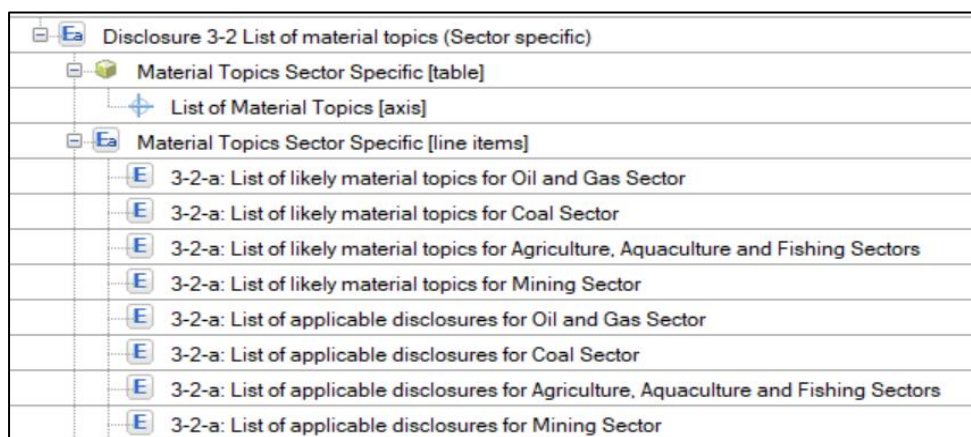 Ea Disclosure 3-2 List of material topics (Sector specific)
Material Topics Sector Specific [table]
List of Material Topics [axis]
Ea Material Topics Sector Specific [line items]
E 3-2-a: List of likely material topics for Oil and Gas Sector
E 3-2-a: List of likely material topics for Coal Sector
E 3-2-a: List of likely material topics for Agriculture, Aquaculture and Fishing Sectors
E 3-2-a: List of likely material topics for Mining Sector
E 3-2-a: List of applicable disclosures for Oil and Gas Sector
E 3-2-a: List of applicable disclosures for Coal Sector
E 3-2-a: List of applicable disclosures for Agriculture, Aquaculture and Fishing Sectors
E 3-2-a: List of applicable disclosures for Mining Sector